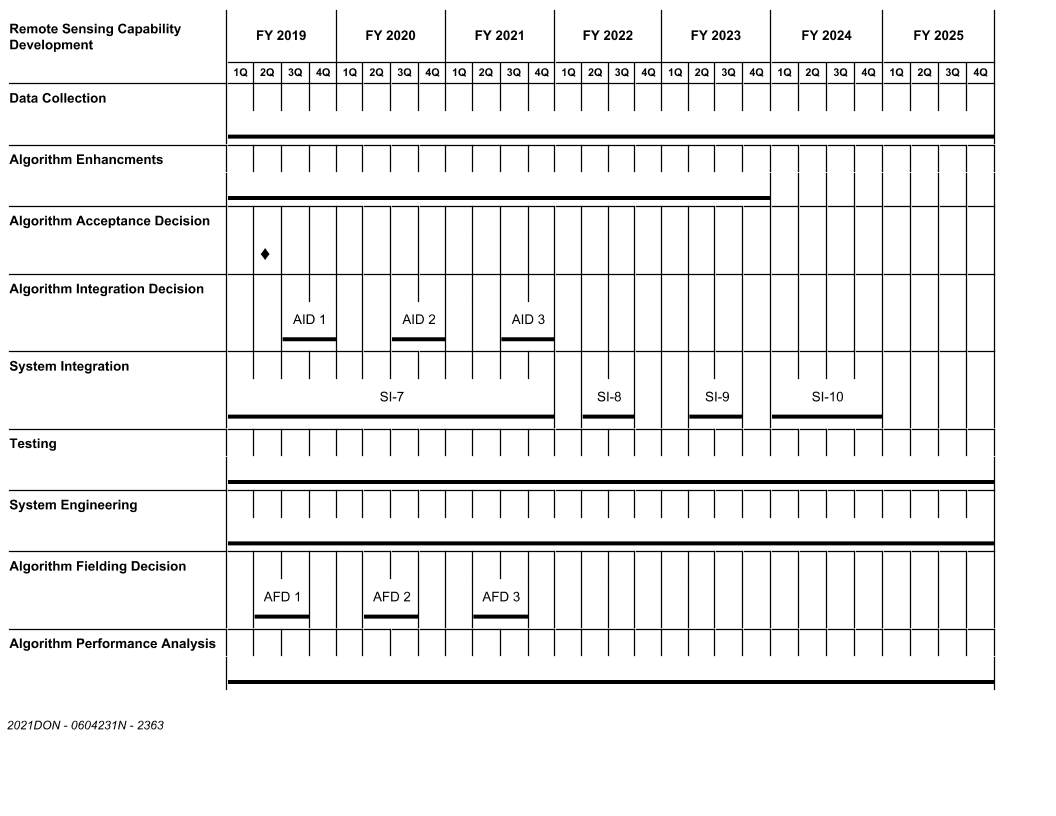 Remote Sensing Capability
Development
FY 2019 FY 2020 FY 2021 FY 2022 FY 2023 FY 2024 FY 2025
1Q 2Q 3Q 4Q 1Q 2Q 3Q 4Q 1Q 2Q 3Q 4Q 1Q 2Q 3Q 4Q 1Q 2Q 3Q 4Q 1Q 2Q 3Q 4Q 1Q 2Q 3Q 4Q
Data Collection
Algorithm Enhancments
Algorithm Acceptance Decision
Algorithm Integration Decision
AID 1 AID 2 AID 3
System Integration
SI-7 SI-8 SI-9 SI-10
Testing
System Engineering
Algorithm Fielding Decision
AFD 1 AFD 2 AFD 3
Algorithm Performance Analysis
2021DON - 0604231N - 2363